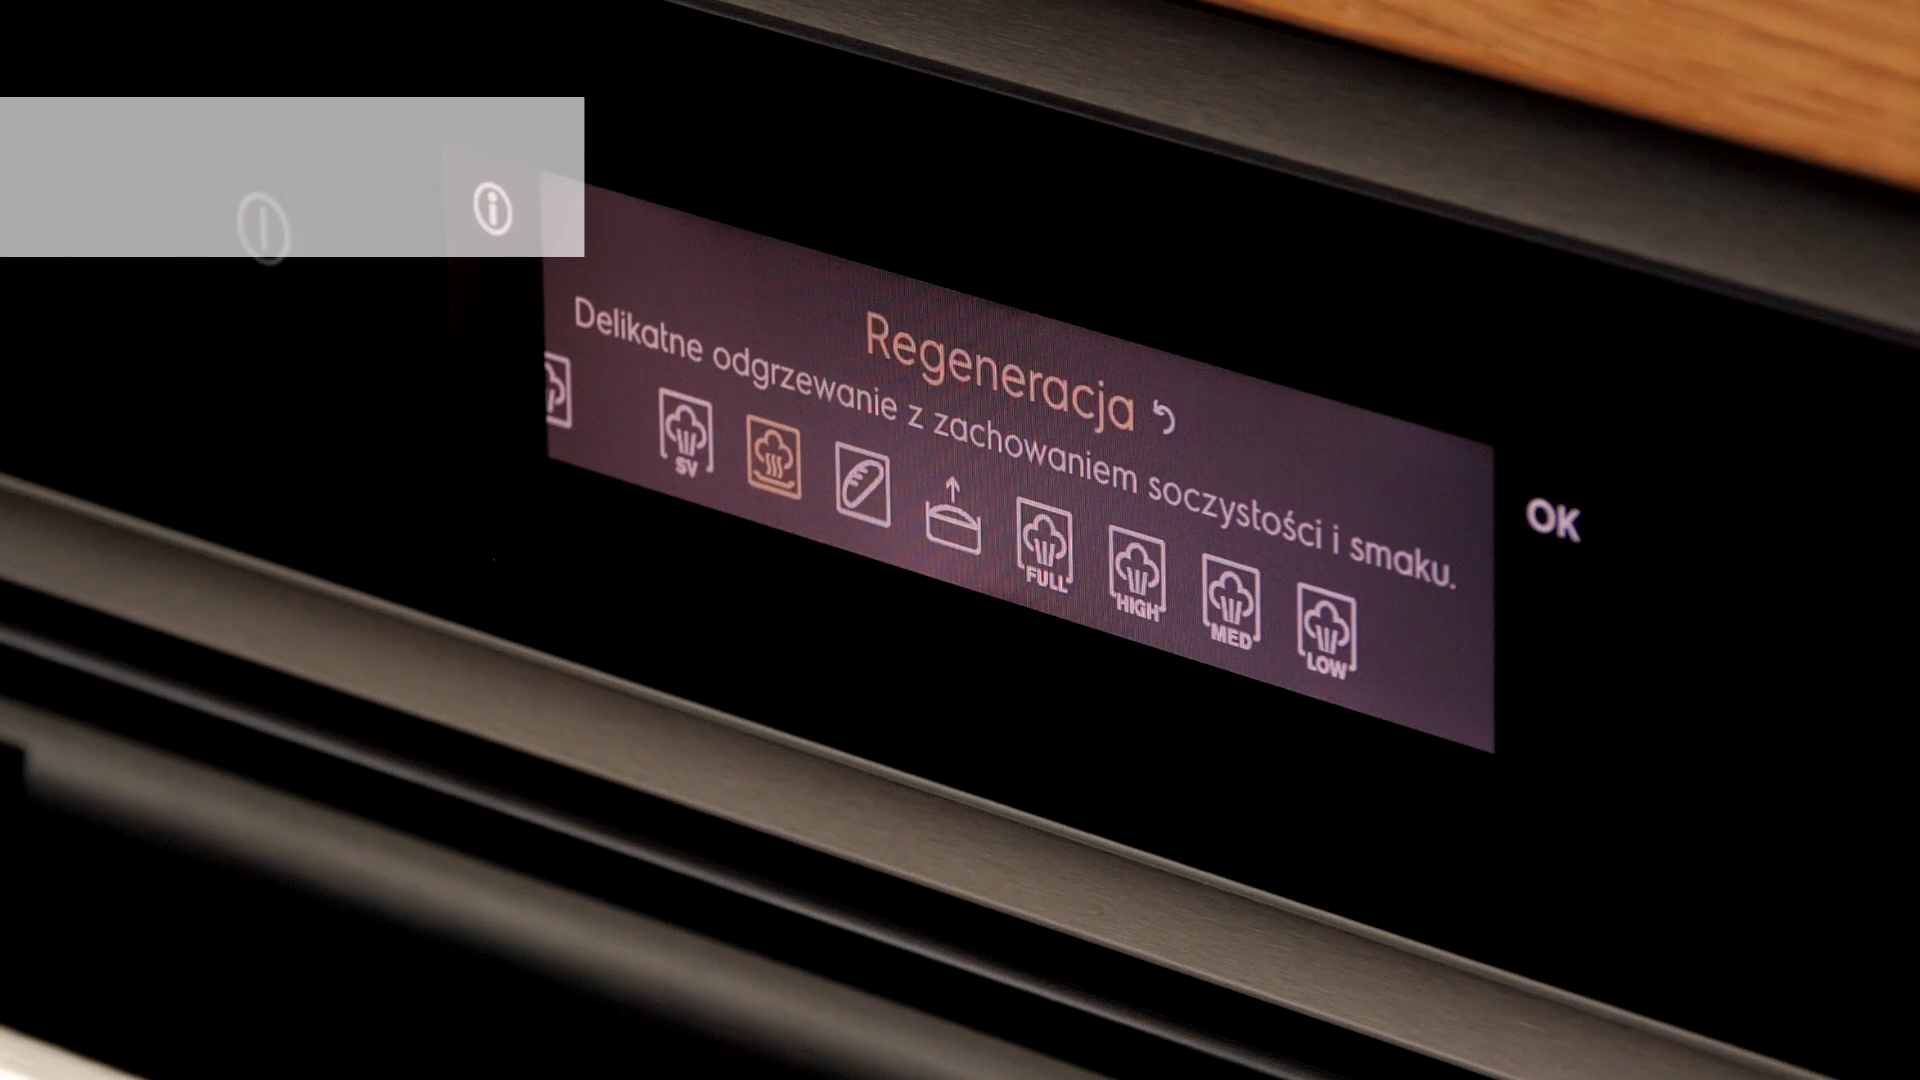 Regeneracja
Delikatne odgrzewanie z zachowaniem soczystości i smaku.
SV
FULL
HIGH
MED
LOW
OK